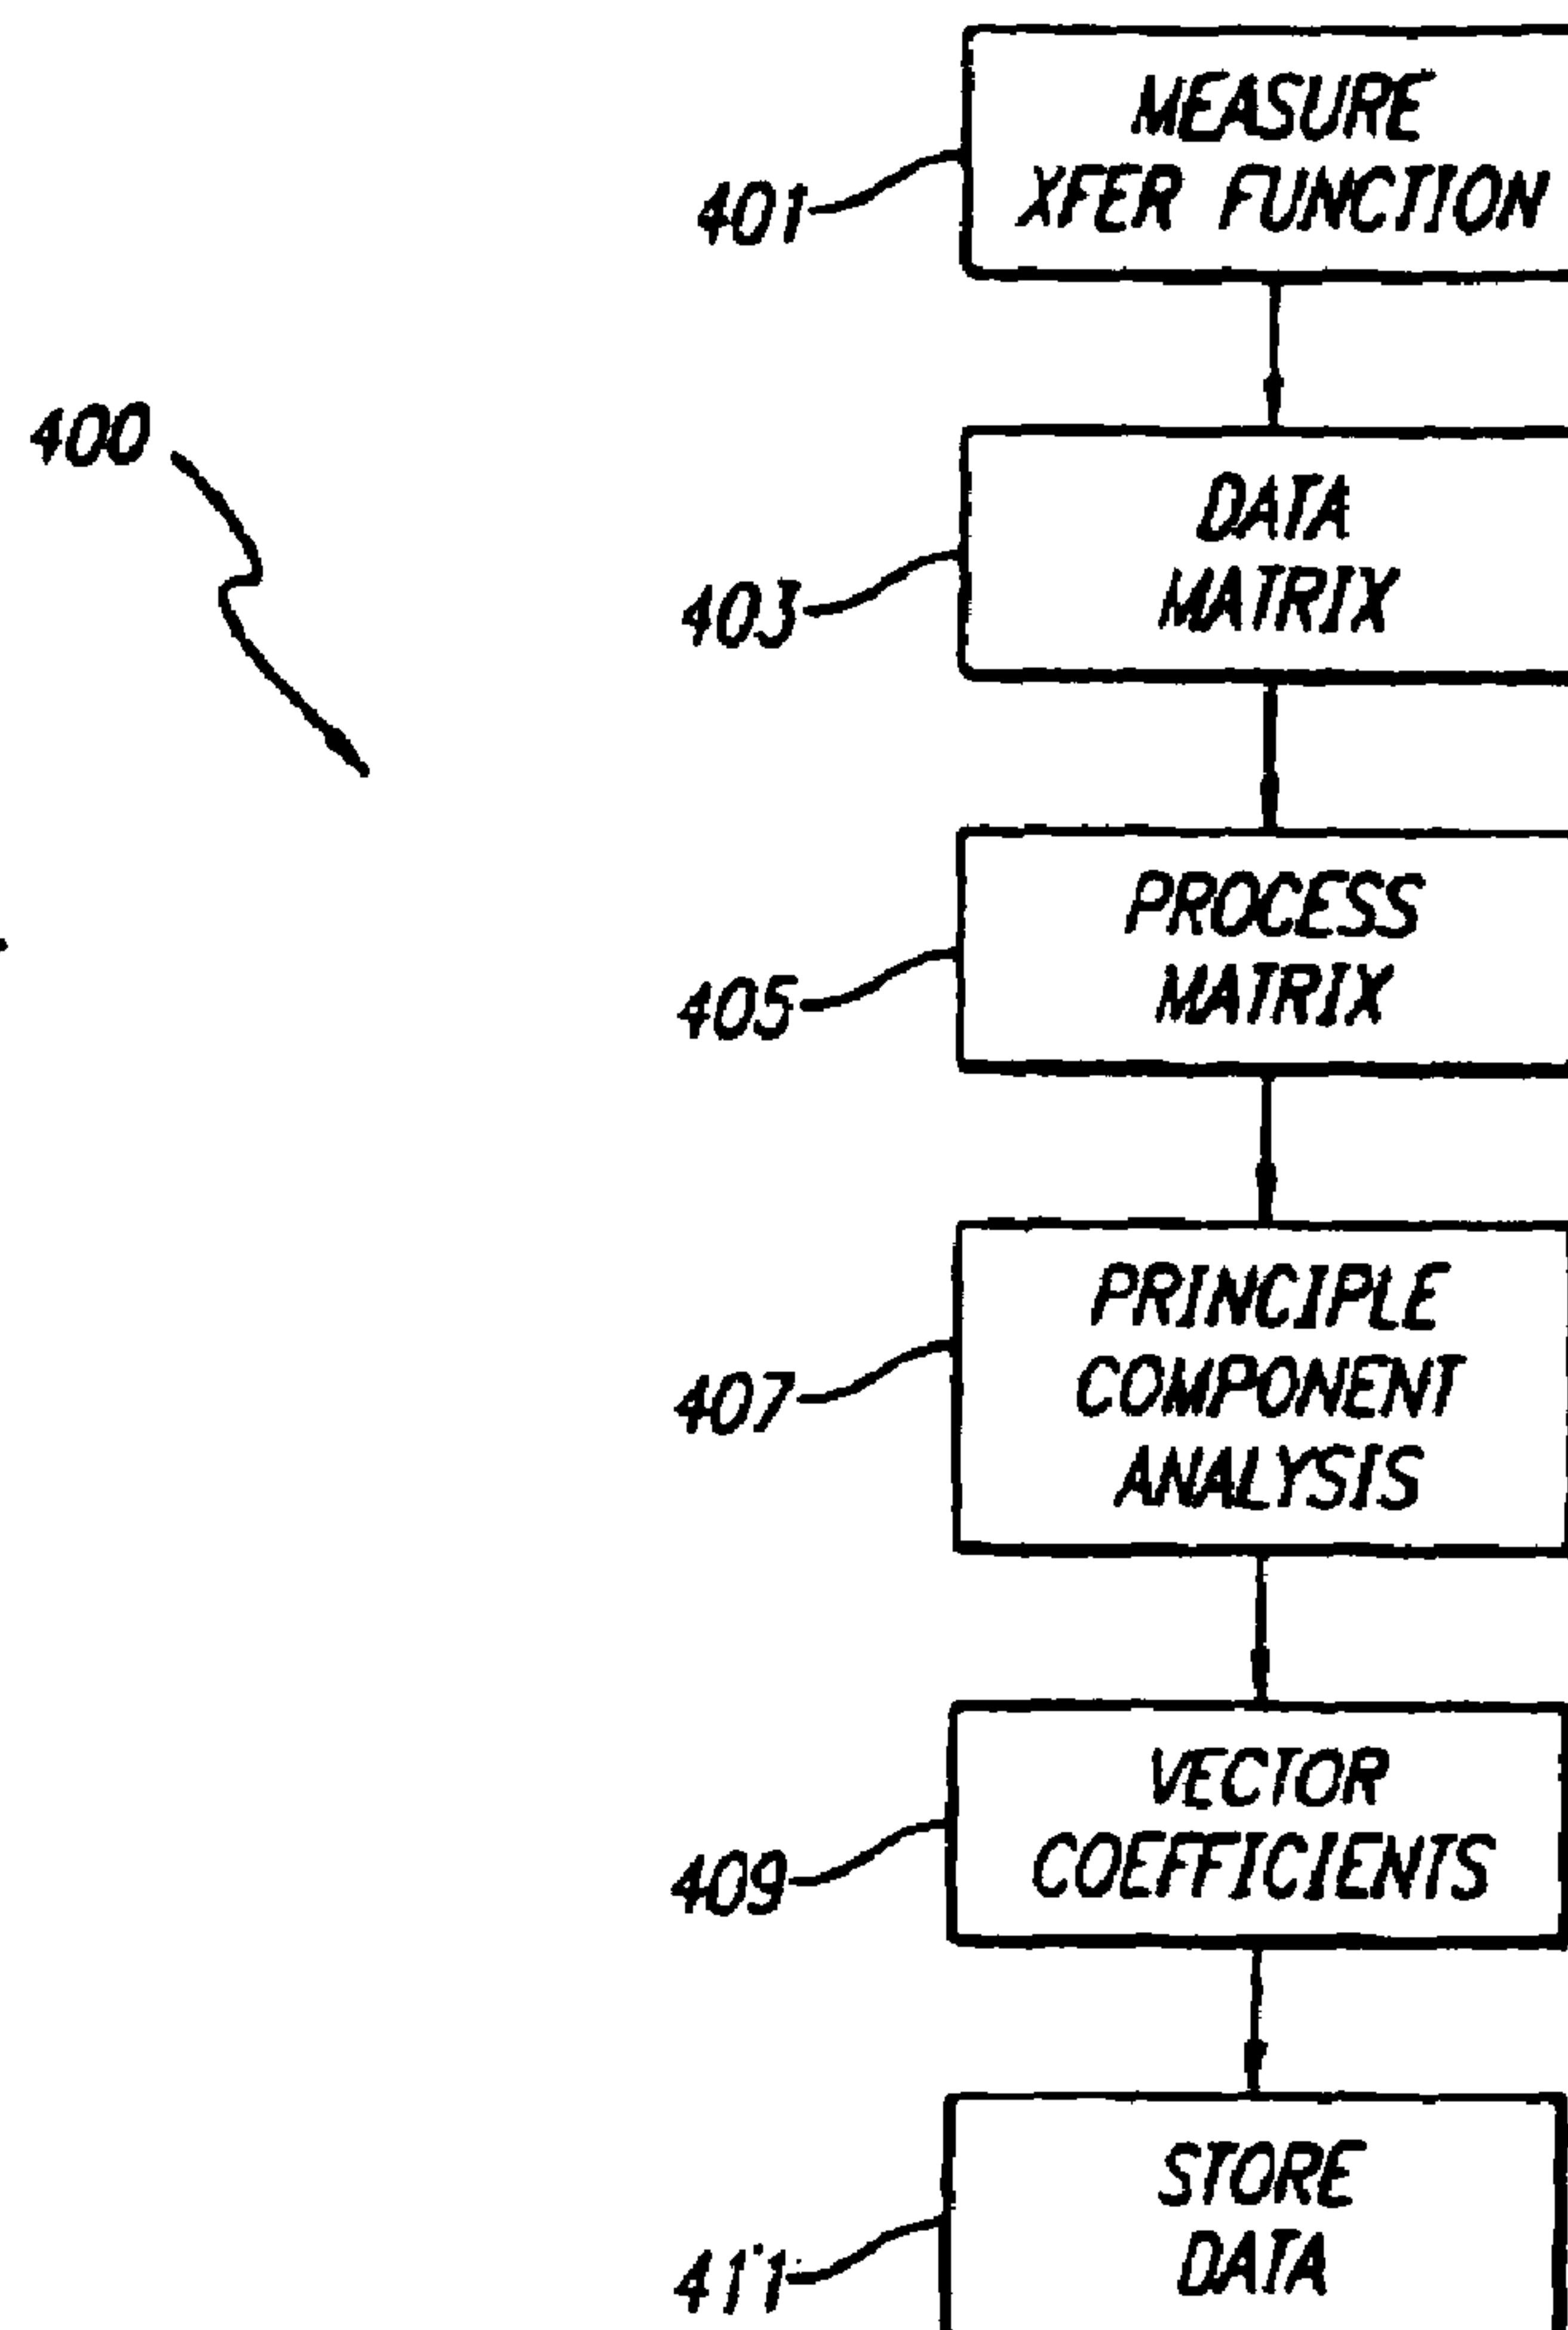 MEASURE
XFER FUNCTION
401
400
DATA
MATRIX
403
PROCESS
MATRIX
405
PRINCIPLE
COMPONENT
ANALYSIS
407
VECTOR
COEFFICIENTS
409
STORE
DATA
411